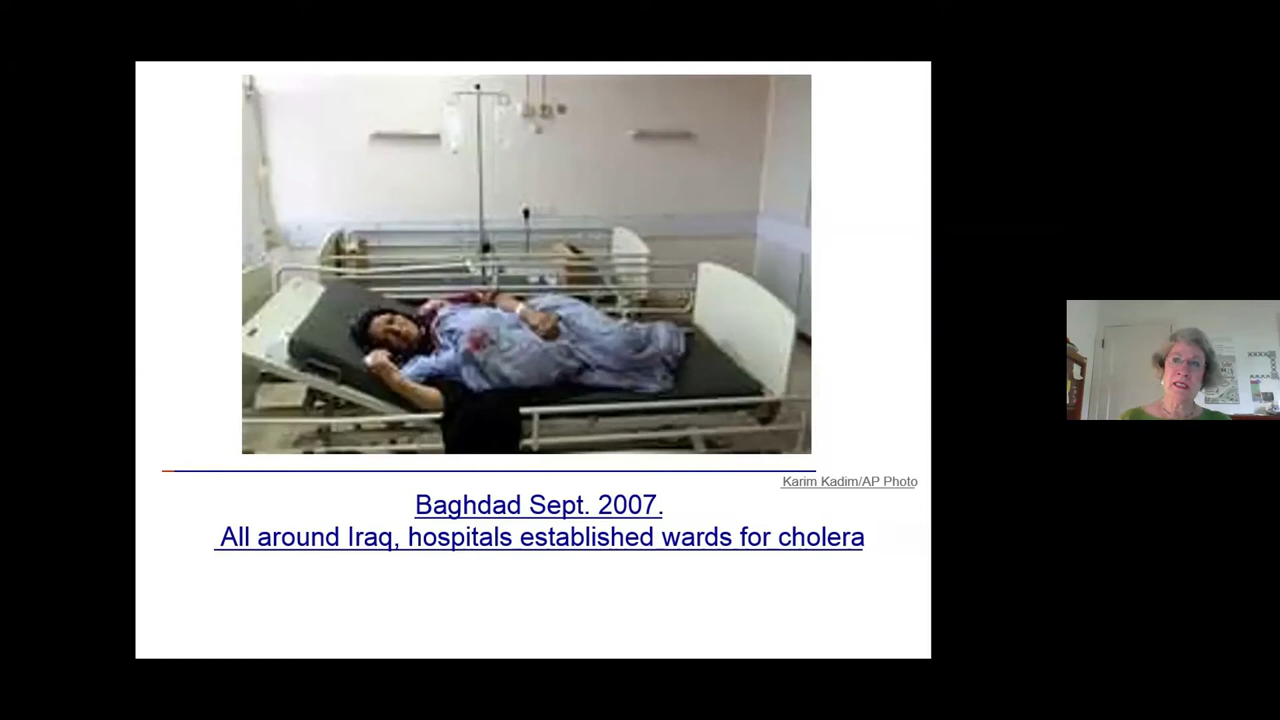 Karim Kadim/AP Photo
Baghdad Sept. 2007.
All around Iraq, hospitals established wards for cholera